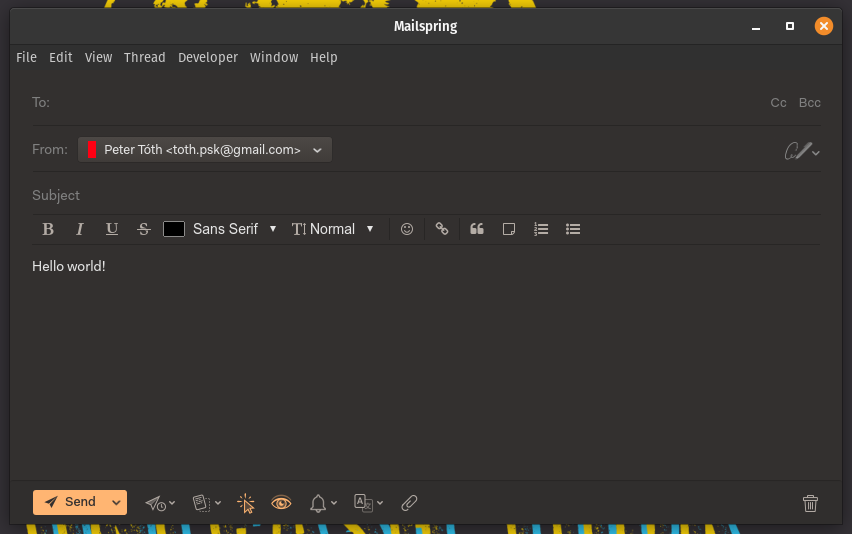 Mailspring
File Edit View Thread Developer Window Help
To: Cc Bcc
From: Peter Tóth <toth.psk@gmail.com>
Subject
B I U S Sans Serif Normal
Hello world!
Send